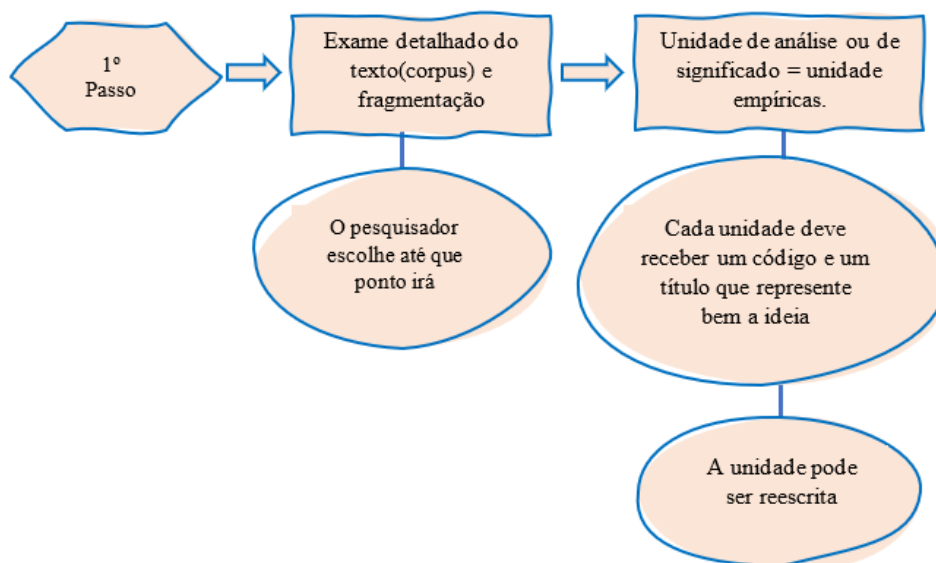 1º
Passo
Exame detalhado do
texto(corpus) e
fragmentação
Unidade de análise ou de
significado = unidade
empíricas.
O pesquisador
escolhe até que
ponto irá
Cada unidade deve
receber um código e um
título que represente
bem a ideia
A unidade pode
ser reescrita